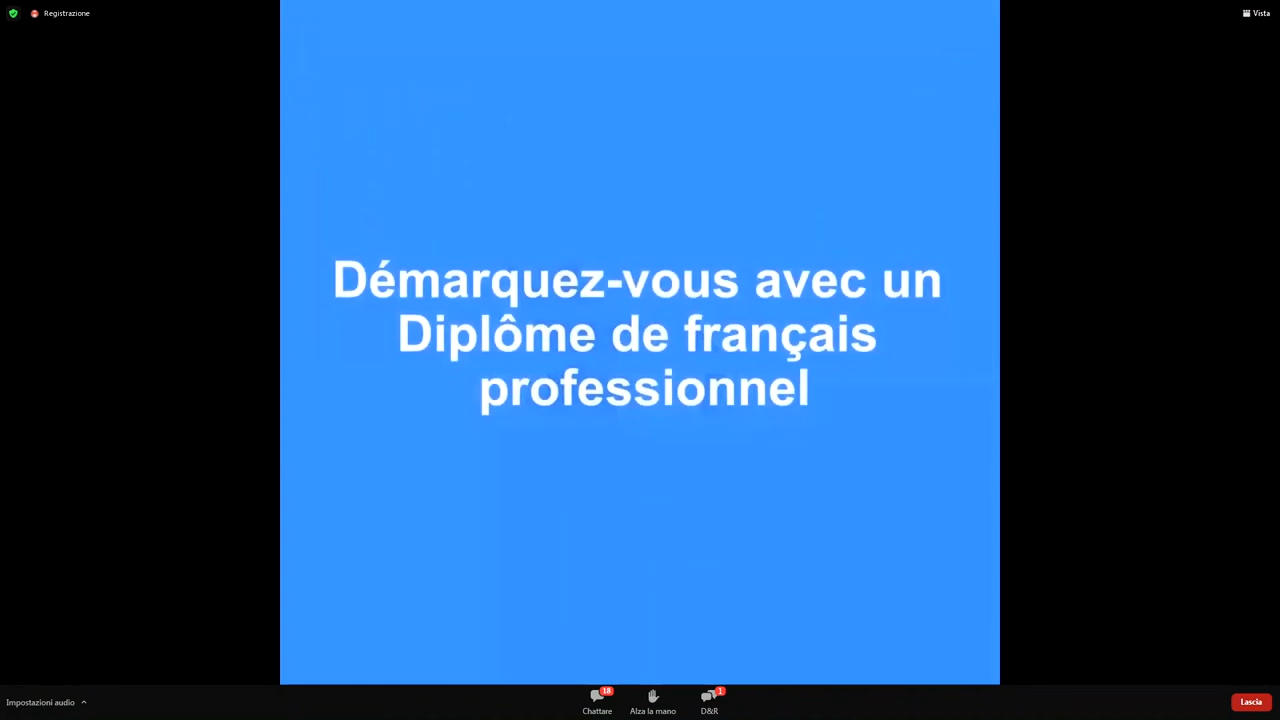 Registrazione
Vista
Démarquez-vous avec un
Diplôme de français
professionnel
Impostazioni audio
18
1
Chattare
Alza la mano
D&R
Lascia